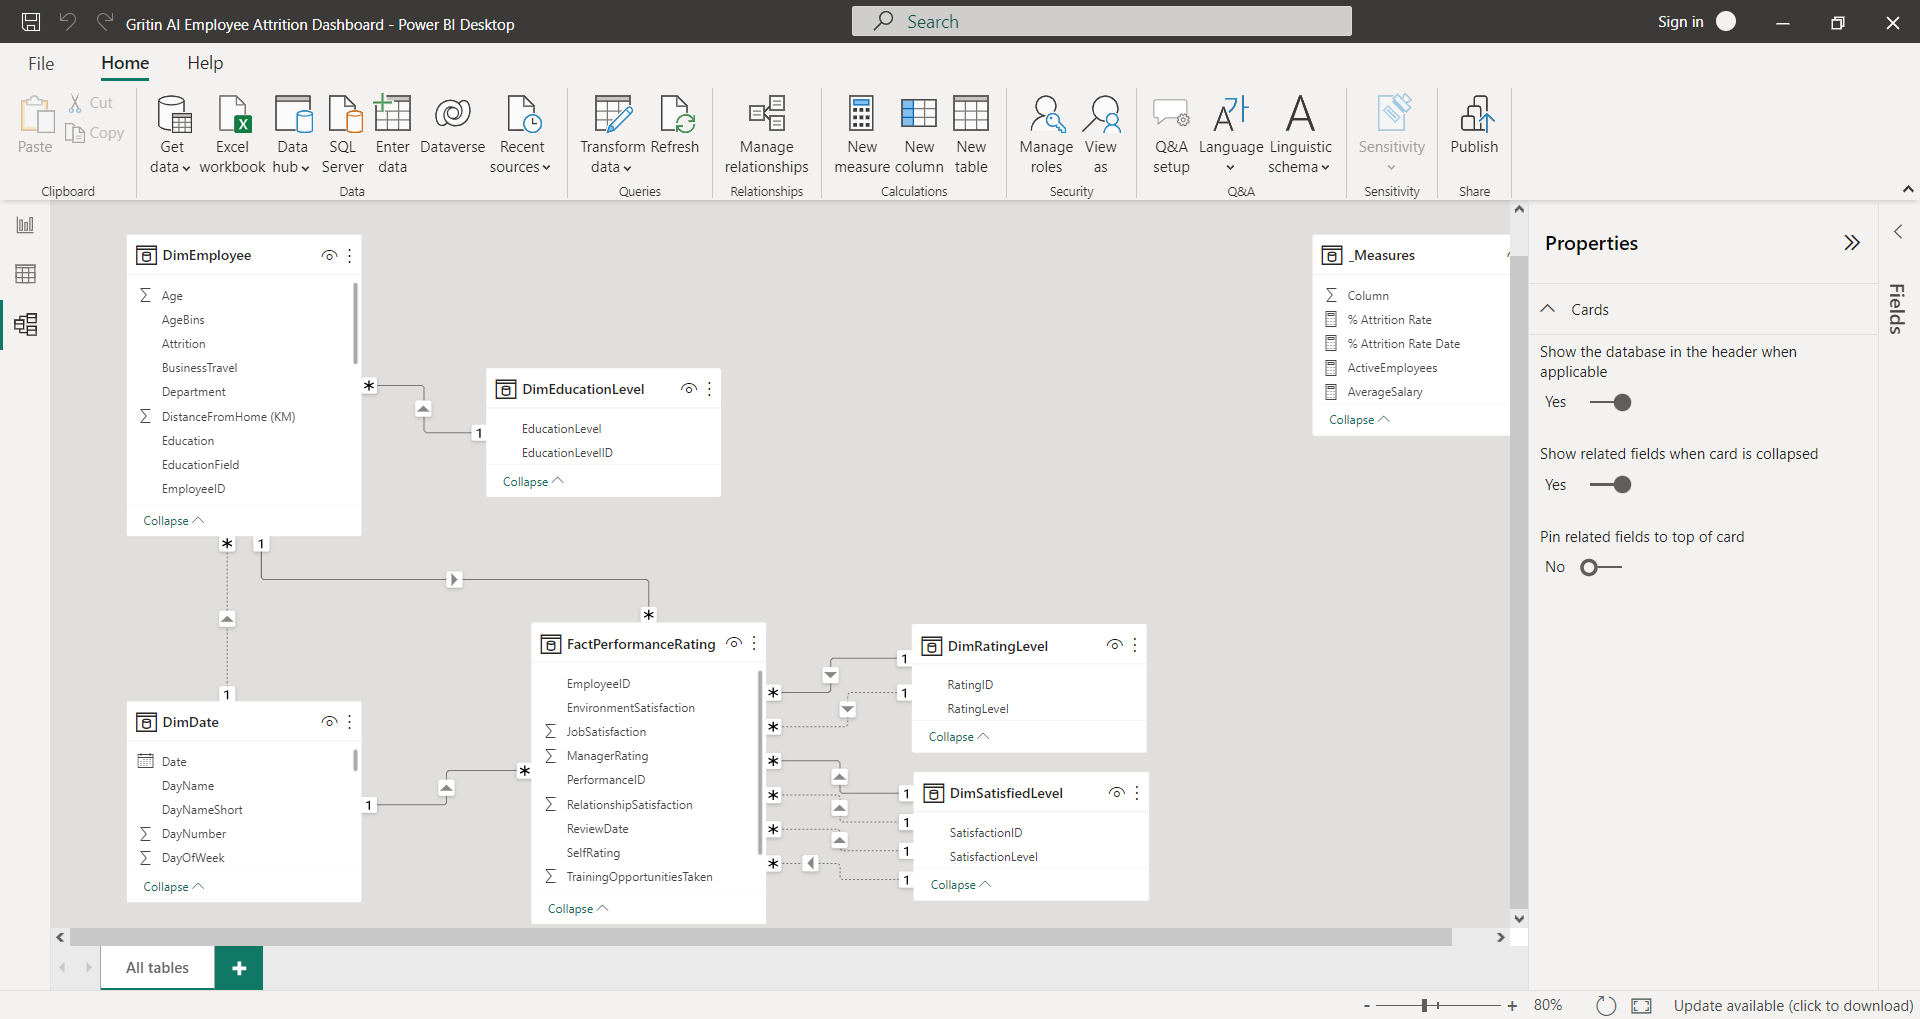 Gritin AI Employee Attrition Dashboard - Power BI Desktop
Search
Sign in
File
Home
Help
Paste
Cut
Copy
Clipboard
Get data
Excel workbook
Data hub
SQL Server
Enter data
Dataverse
Recent sources
Data
Transform data
Refresh
Queries
Manage relationships
Relationships
New measure
New column
New table
Calculations
Manage roles
View as
Security
Q&A setup
Language
Linguistic schema
Q&A
Sensitivity
Sensitivity
Publish
Share
DimEmployee
Age
AgeBins
Attrition
BusinessTravel
Department
DistanceFromHome (KM)
Education
EducationField
EmployeeID
Collapse
*
1
DimEducationLevel
EducationLevel
EducationLevelID
Collapse
_Measures
Column
% Attrition Rate
% Attrition Rate Date
ActiveEmployees
AverageSalary
Collapse
*
1
*
1
DimDate
Date
DayName
DayNameShort
DayNumber
DayOfWeek
Collapse
1
*
FactPerformanceRating
EmployeeID
EnvironmentSatisfaction
JobSatisfaction
ManagerRating
PerformanceID
RelationshipSatisfaction
ReviewDate
SelfRating
TrainingOpportunitiesTaken
Collapse
*
1
*
1
*
1
*
1
*
1
*
1
DimRatingLevel
RatingID
RatingLevel
Collapse
DimSatisfiedLevel
SatisfactionID
SatisfactionLevel
Collapse
Properties
Cards
Show the database in the header when
applicable
Yes
Show related fields when card is collapsed
Yes
Pin related fields to top of card
No
Fields
All tables
+
- + 80%
Update available (click to download)